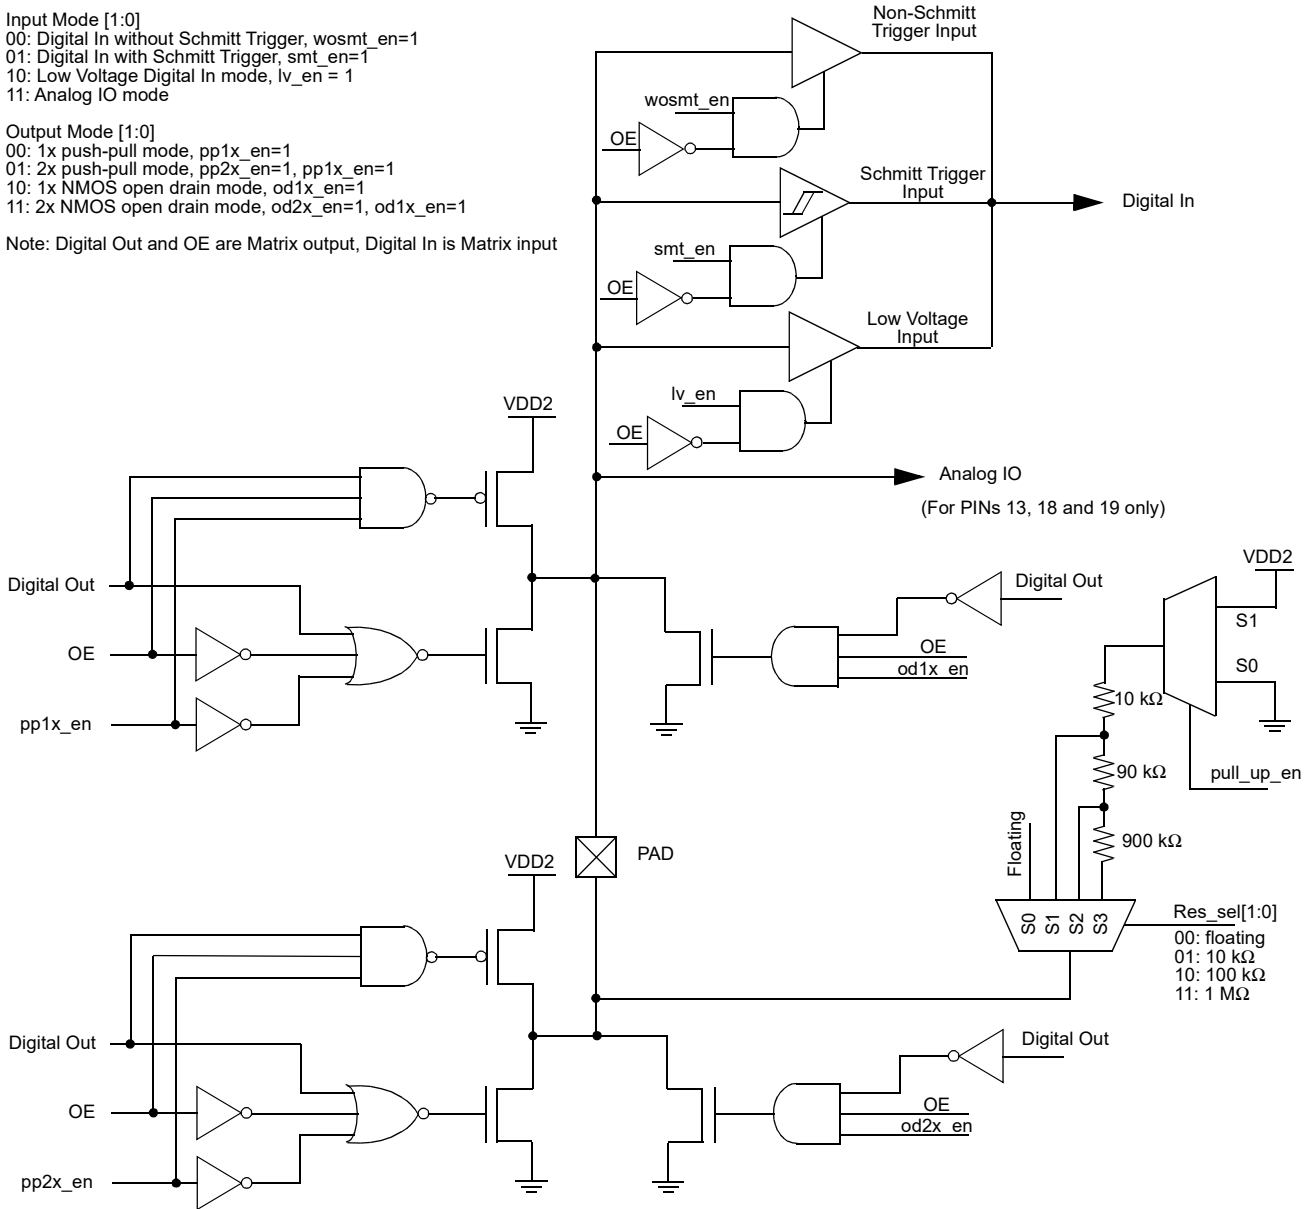 Input Mode [1:0]
00: Digital In without Schmitt Trigger, wosmt_en=1
01: Digital In with Schmitt Trigger, smt_en=1
10: Low Voltage Digital In mode, lv_en = 1
11: Analog IO mode
Output Mode [1:0]
00: 1x push-pull mode, pp1x_en=1
01: 2x push-pull mode, pp2x_en=1, pp1x_en=1
10: 1x NMOS open drain mode, od1x_en=1
11: 2x NMOS open drain mode, od2x_en=1, od1x_en=1
Note: Digital Out and OE are Matrix output, Digital In is Matrix input
Non-Schmitt
Trigger Input
wosmt_en
OE
Schmitt Trigger
Input
Digital In
smt_en
OE
Low Voltage
Input
lv_en
OE
VDD2
Analog IO
(For PINs 13, 18 and 19 only)
Digital Out
OE
pp1x_en
Digital Out
OE
od1x_en
VDD2
S1
S0
10 kΩ
90 kΩ
pull_up_en
900 kΩ
Floating
S0
S1
S2
S3
Res_sel[1:0]
00: floating
01: 10 kΩ
10: 100 kΩ
11: 1 MΩ
PAD
VDD2
Digital Out
OE
pp2x_en
Digital Out
OE
od2x_en